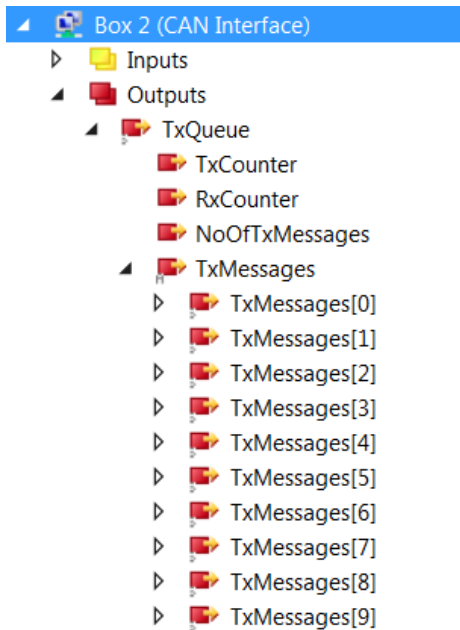 Box 2 (CAN Interface)
Inputs
Outputs
TxQueue
TxCounter
RxCounter
NoOfTxMessages
TxMessages
TxMessages[0]
TxMessages[1]
TxMessages[2]
TxMessages[3]
TxMessages[4]
TxMessages[5]
TxMessages[6]
TxMessages[7]
TxMessages[8]
TxMessages[9]